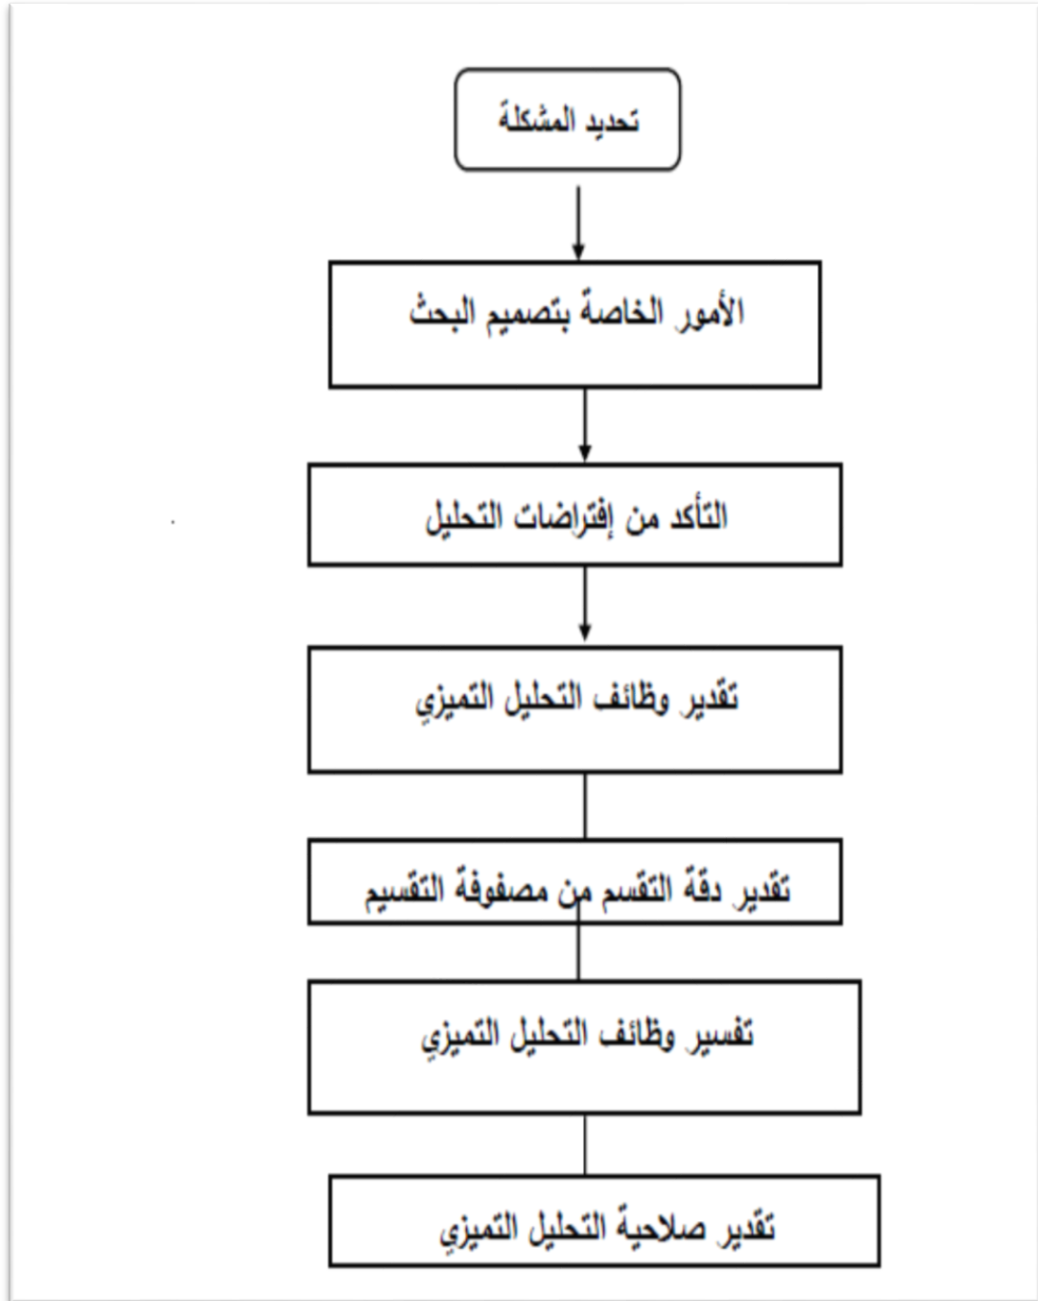 تحديد المشكلة
الأمور الخاصة بتصميم البحث
التأكد من إفتراضات التحليل
تقدير وظائف التحليل التميزي
تقدير دقة التقسم من مصفوفة التقسيم
تفسير وظائف التحليل التميزي
تقدير صلاحية التحليل التميزي